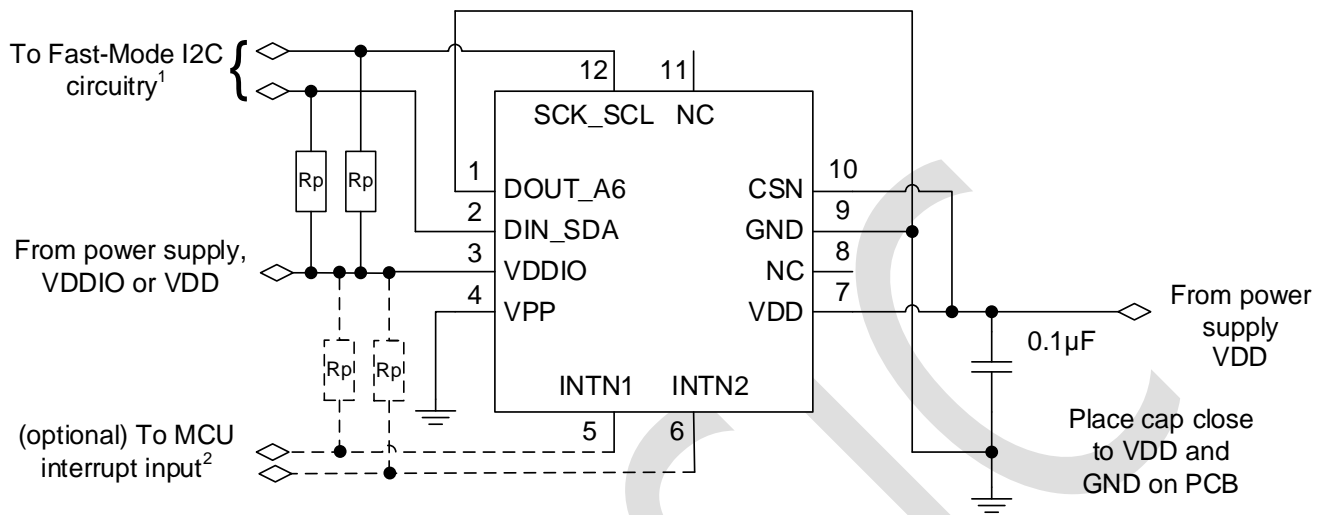 To Fast-Mode I2C
circuitry1
12
11
SCK_SCL
NC
Rp
Rp
1
DOUT_A6
CSN
10
2
DIN_SDA
GND
9
From power supply,
VDDIO or VDD
3
VDDIO
NC
8
4
VPP
VDD
7
From power
supply
VDD
0.1µF
Rp
Rp
INTN1
INTN2
5
6
(optional) To MCU
interrupt input2
Place cap close
to VDD and
GND on PCB